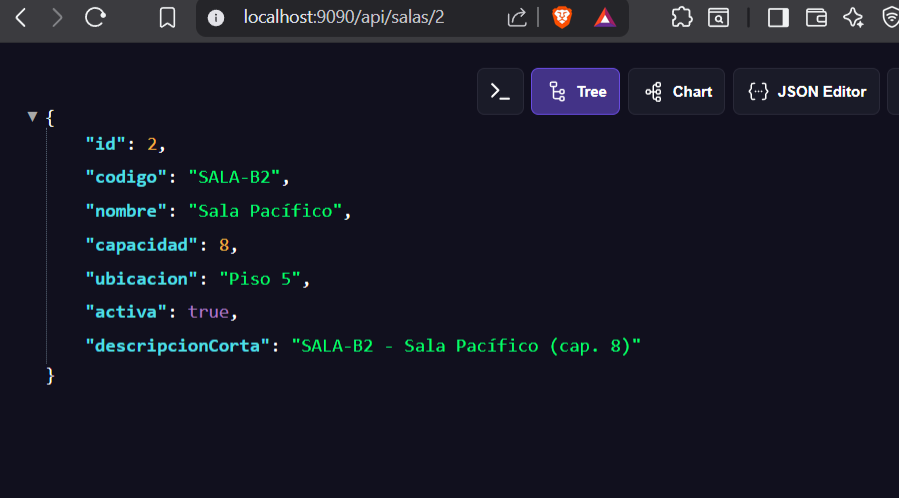 localhost:9090/api/salas/2
Tree
Chart
JSON Editor
{
"id": 2,
"codigo": "SALA-B2",
"nombre": "Sala Pacífico",
"capacidad": 8,
"ubicacion": "Piso 5",
"activa": true,
"descripcionCorta": "SALA-B2 - Sala Pacífico (cap. 8)"
}